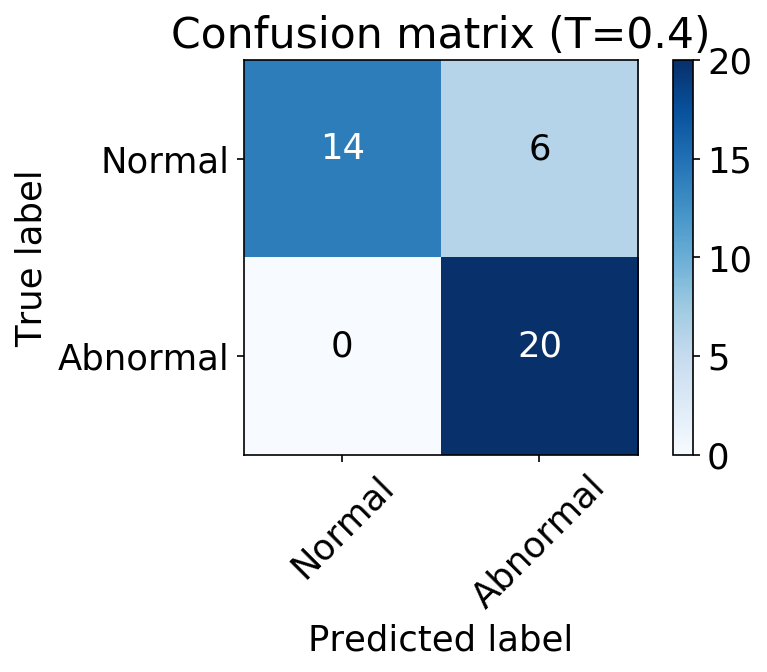 Confusion matrix (T=0.4)
True label
Normal
Abnormal
14
6
0
20
20
15
10
5
0
Normal
Abnormal
Predicted label